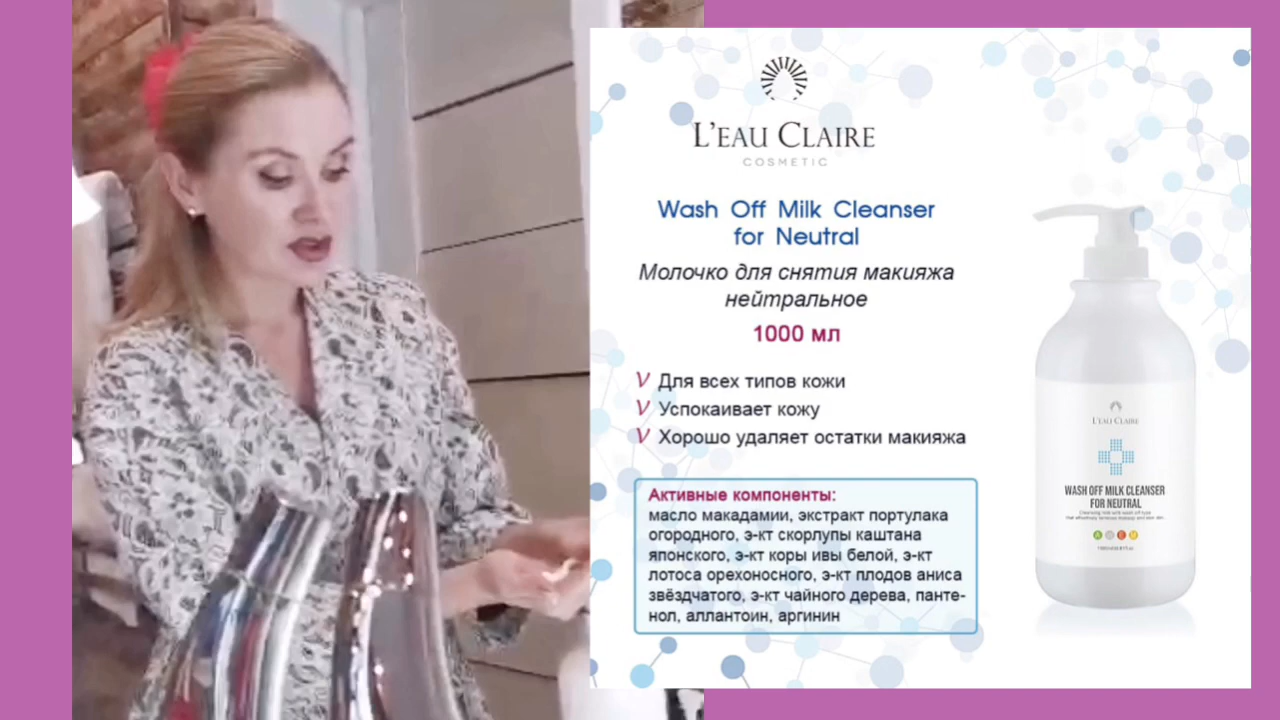 L'EAU CLAIRE
COSMETIC
Wash Off Milk Cleanser
for Neutral
Молочко для снятия макияжа
нейтральное
1000 мл
V Для всех типов кожи
V Успокаивает кожу
V Хорошо удаляет остатки макияжа
Активные компоненты:
масло макадамии, экстракт портулака
огородного, э-кт скорлупы каштана
японского, э-кт коры ивы белой, э-кт
лотоса орехоносного, э-кт плодов аниса
звёздчатого, э-кт чайного дерева, панте-
нол, аллантоин, аргинин
L'EAU CLAIRE
WASH OFF MILK CLEANSER
FOR NEUTRAL